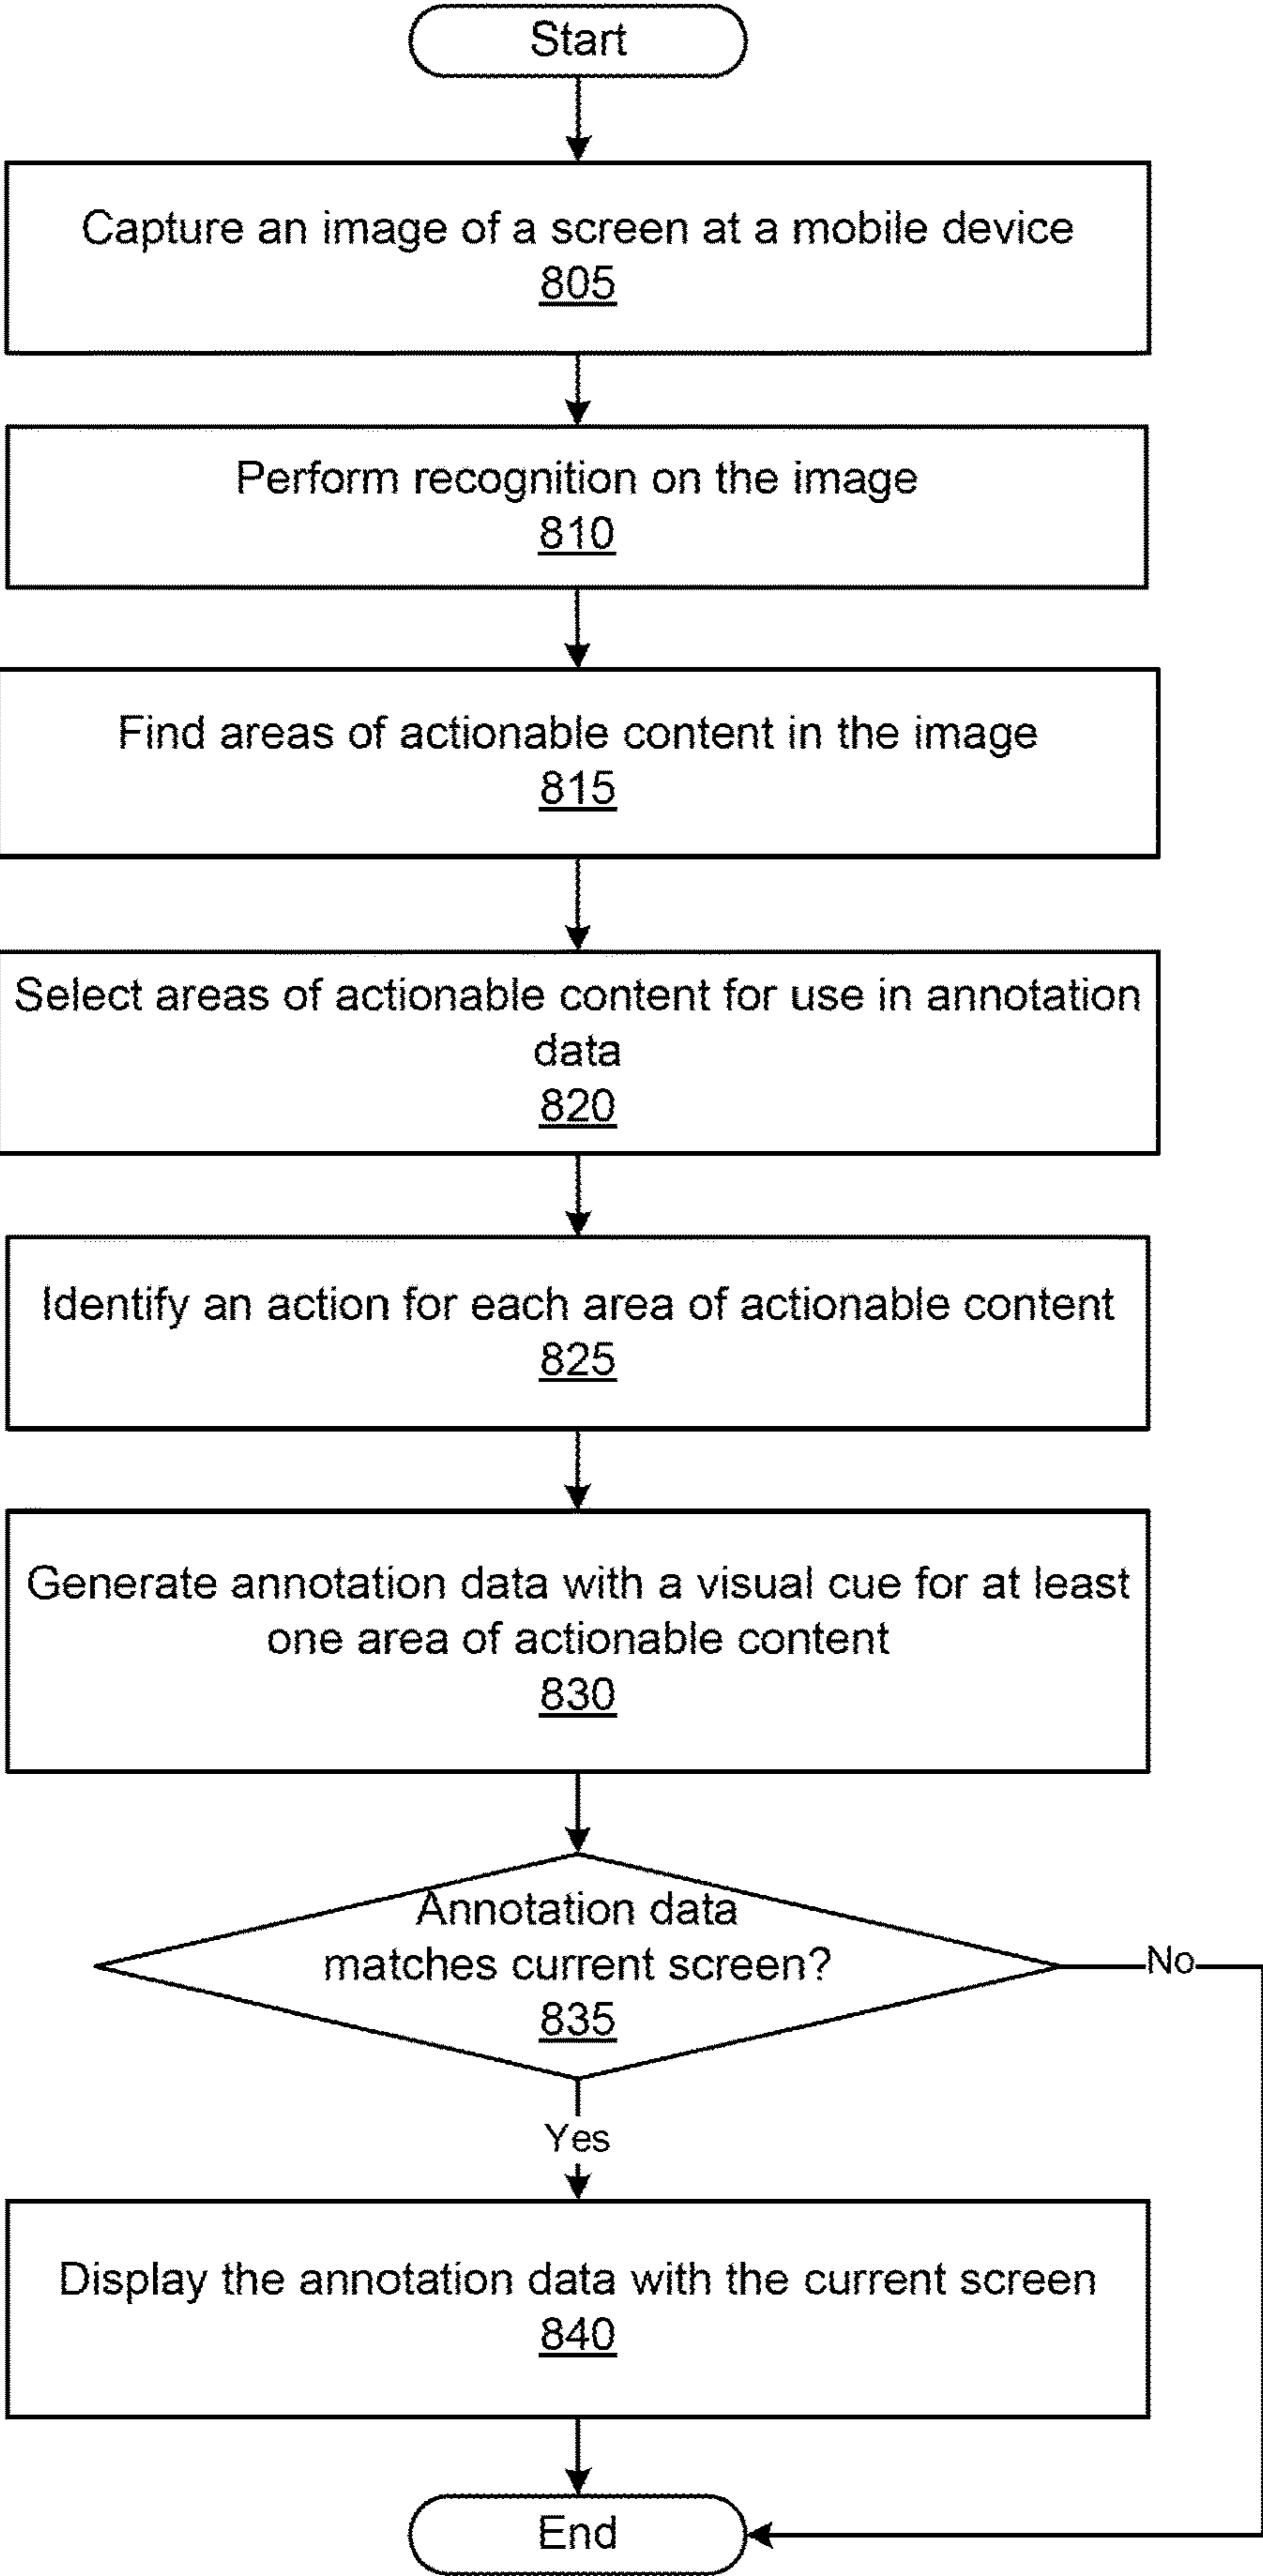 Start
Capture an image of a screen at a mobile device
805
Perform recognition on the image
810
Find areas of actionable content in the image
815
Select areas of actionable content for use in annotation
data
820
Identify an action for each area of actionable content
825
Generate annotation data with a visual cue for at least
one area of actionable content
830
Annotation data
matches current screen?
835
No
Yes
Display the annotation data with the current screen
840
End